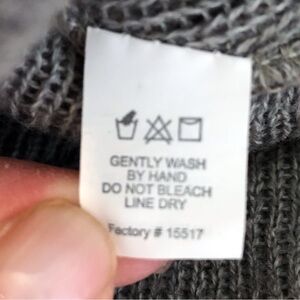 GENTLY WASH
BY HAND
DO NOT BLEACH
LINE DRY
Factory # 15517